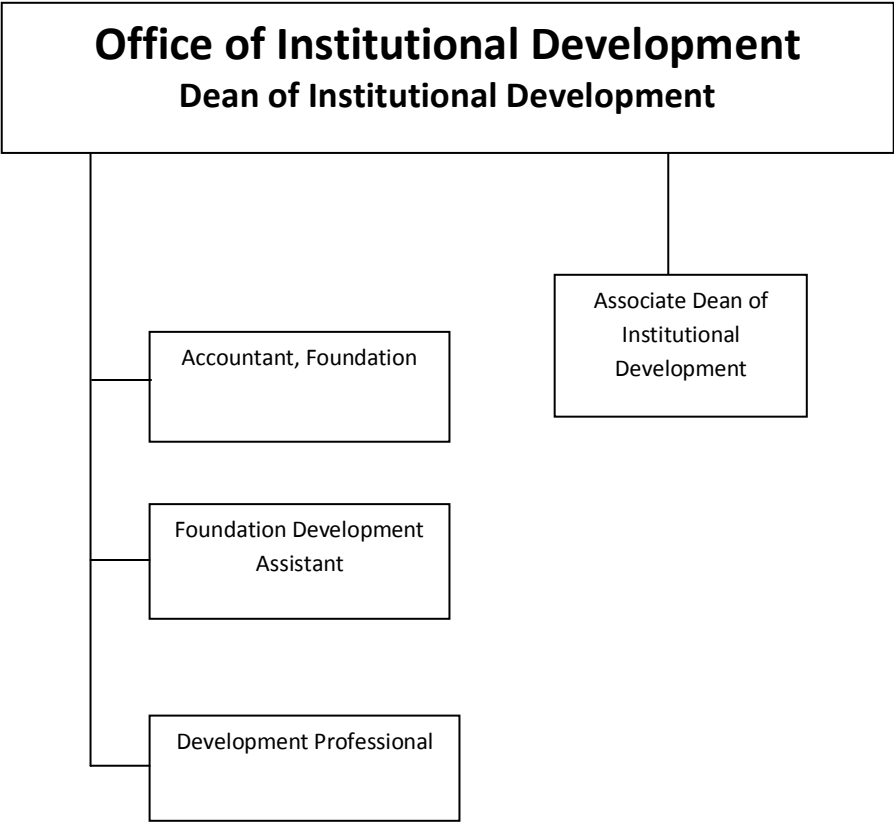 Office of Institutional Development
Dean of Institutional Development
Associate Dean of
Institutional
Development
Accountant, Foundation
Foundation Development
Assistant
Development Professional